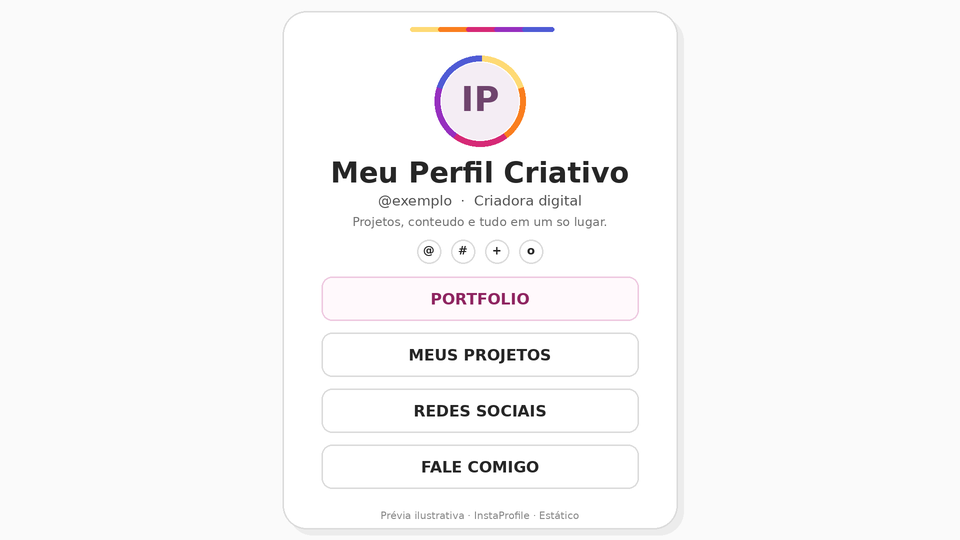 IP
Meu Perfil Criativo
@exemplo · Criadora digital
Projetos, conteudo e tudo em um so lugar.
@ # + o
PORTFOLIO
MEUS PROJETOS
REDES SOCIAIS
FALE COMIGO
Prévia ilustrativa · InstaProfile · Estático